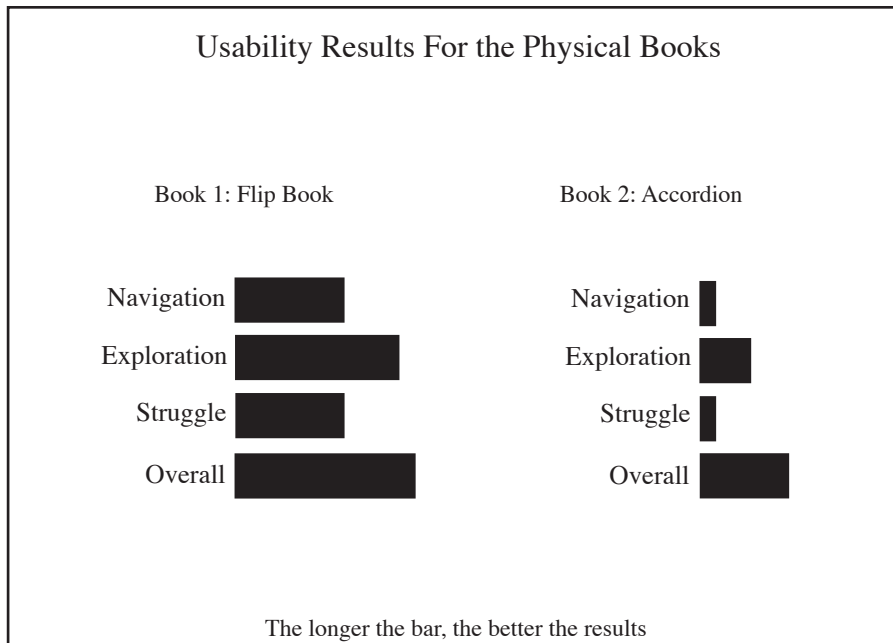 Usability Results For the Physical Books
Book 1: Flip Book
Navigation
Exploration
Struggle
Overall
Book 2: Accordion
Navigation
Exploration
Struggle
Overall
The longer the bar, the better the results